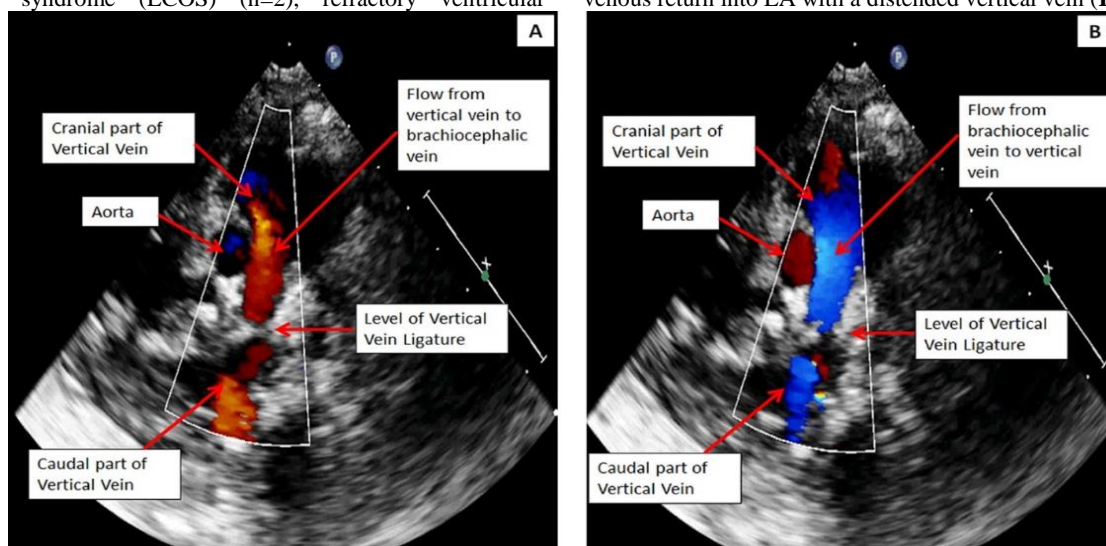 syndrome (ECOS) (n=2), refractory ventricular
venous return into LA with a distended vertical vein (
A
P
Cranial part of
Vertical Vein
Flow from
vertical vein to
brachiocephalic
vein
Aorta
Level of Vertical
Vein Ligature
Caudal part of
Vertical Vein
B
P
Cranial part of
Vertical Vein
Flow from
brachiocephalic
vein to vertical
vein
Aorta
Level of Vertical
Vein Ligature
Caudal part of
Vertical Vein